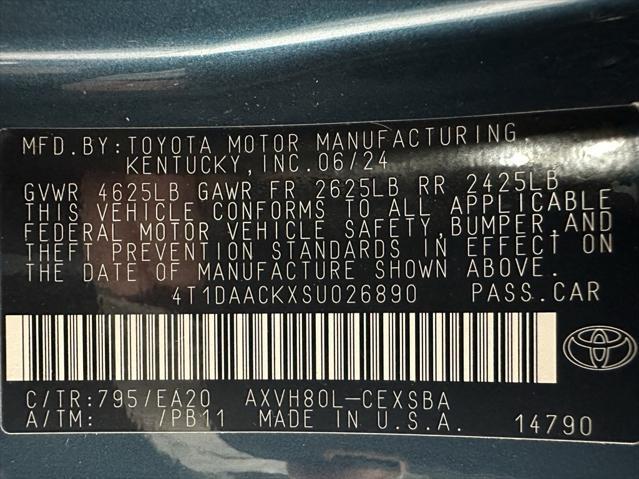 MFD.BY:TOYOTA MOTOR MANUFACTURING,
KENTUCKY,INC.06/24
GVWR 4625LB GAWR FR 2625LB RR 2425LB
THIS VEHICLE CONFORMS TO ALL APPLICABLE
FEDERAL MOTOR VEHICLE SAFETY,BUMPER,AND
THEFT PREVENTION STANDARDS IN EFFECT ON
THE DATE OF MANUFACTURE SHOWN ABOVE.
4T1DAACKXSU026890 PASS.CAR
C/TR:795/EA20 AXVH80L-CEXSBA
A/TM: /PB11 MADE IN U.S.A. 14790